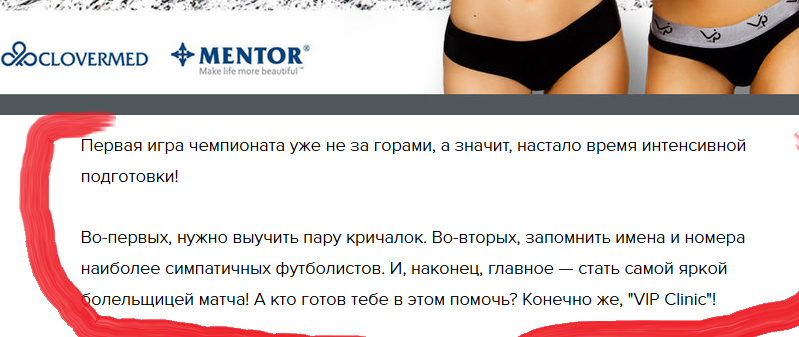 CLOVERMED
MENTOR®
Make life more beautiful™
VIP
VIP
Первая игра чемпионата уже не за горами, а значит, настало время интенсивной
подготовки!
Во-первых, нужно выучить пару кричалок. Во-вторых, запомнить имена и номера
наиболее симпатичных футболистов. И, наконец, главное — стать самой яркой
болельщицей матча! А кто готов тебе в этом помочь? Конечно же, "VIP Clinic"!